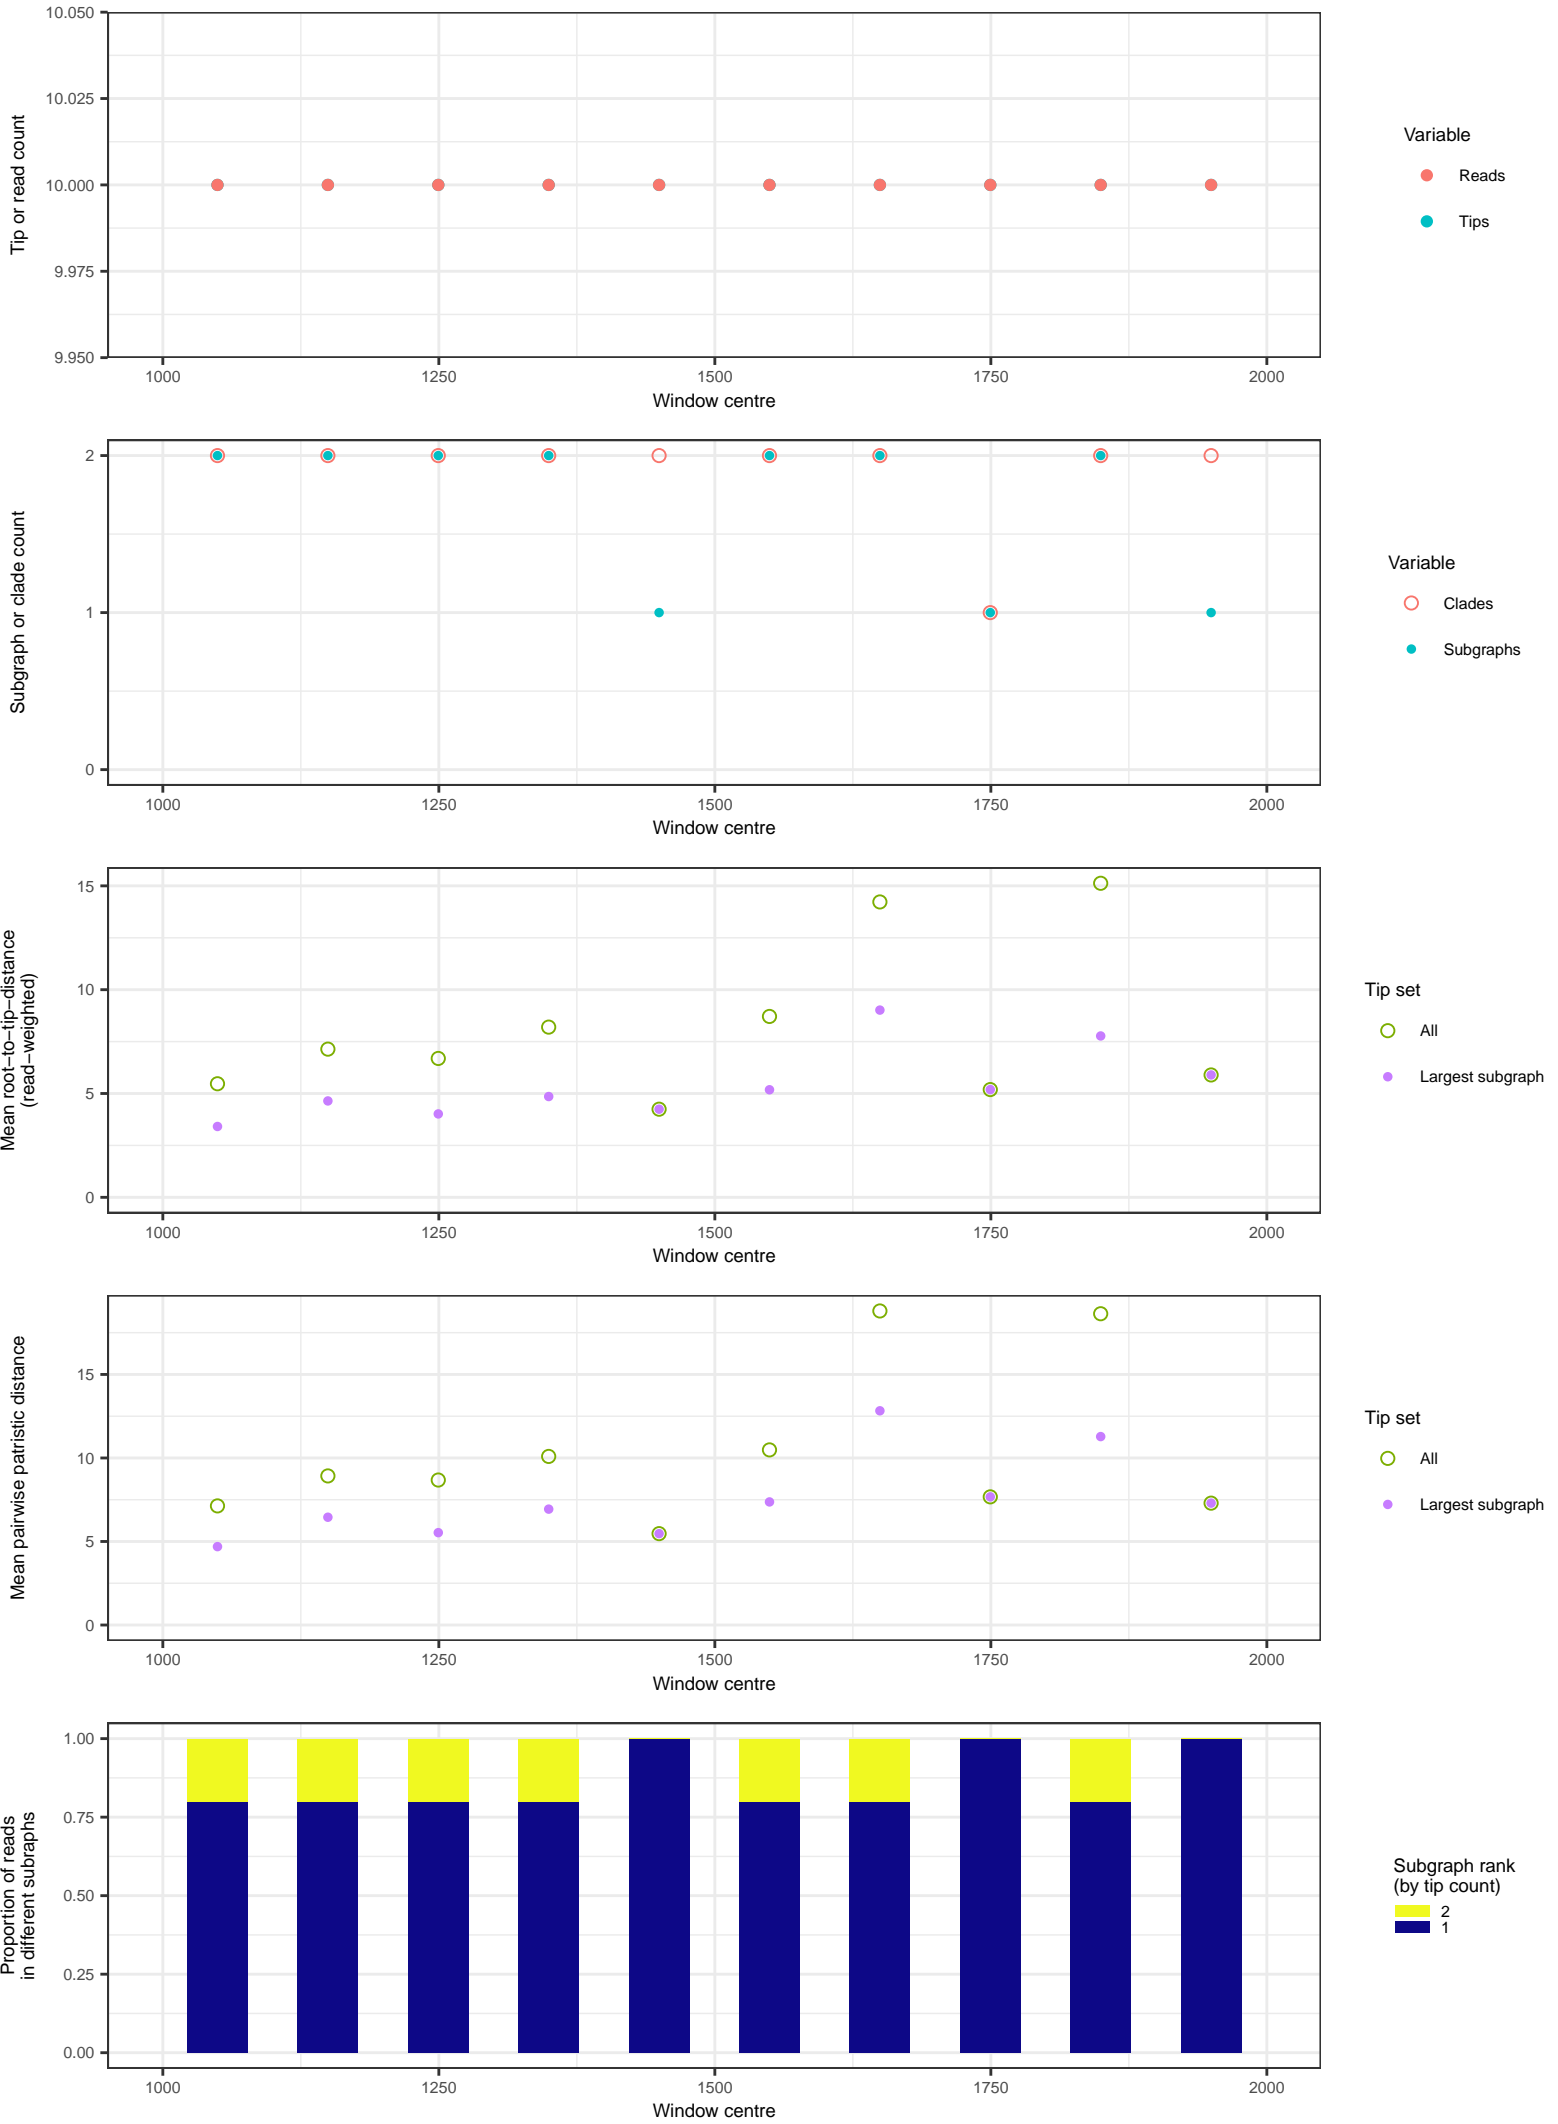 10.050
10.025
10.000
9.975
9.950
Tip or read count
1000 1250 1500 1750 2000
Window centre
Variable
Reads
Tips
2
1
0
Subgraph or clade count
1000 1250 1500 1750 2000
Window centre
Variable
Clades
Subgraphs
15
10
5
0
Mean root−to−tip−distance
(read−weighted)
1000 1250 1500 1750 2000
Window centre
Tip set
All
Largest subgraph
15
10
5
0
Mean pairwise patristic distance
1000 1250 1500 1750 2000
Window centre
Tip set
All
Largest subgraph
1.00
0.75
0.50
0.25
0.00
Proportion of reads
in different subraphs
1000 1250 1500 1750 2000
Window centre
Subgraph rank
(by tip count)
2
1